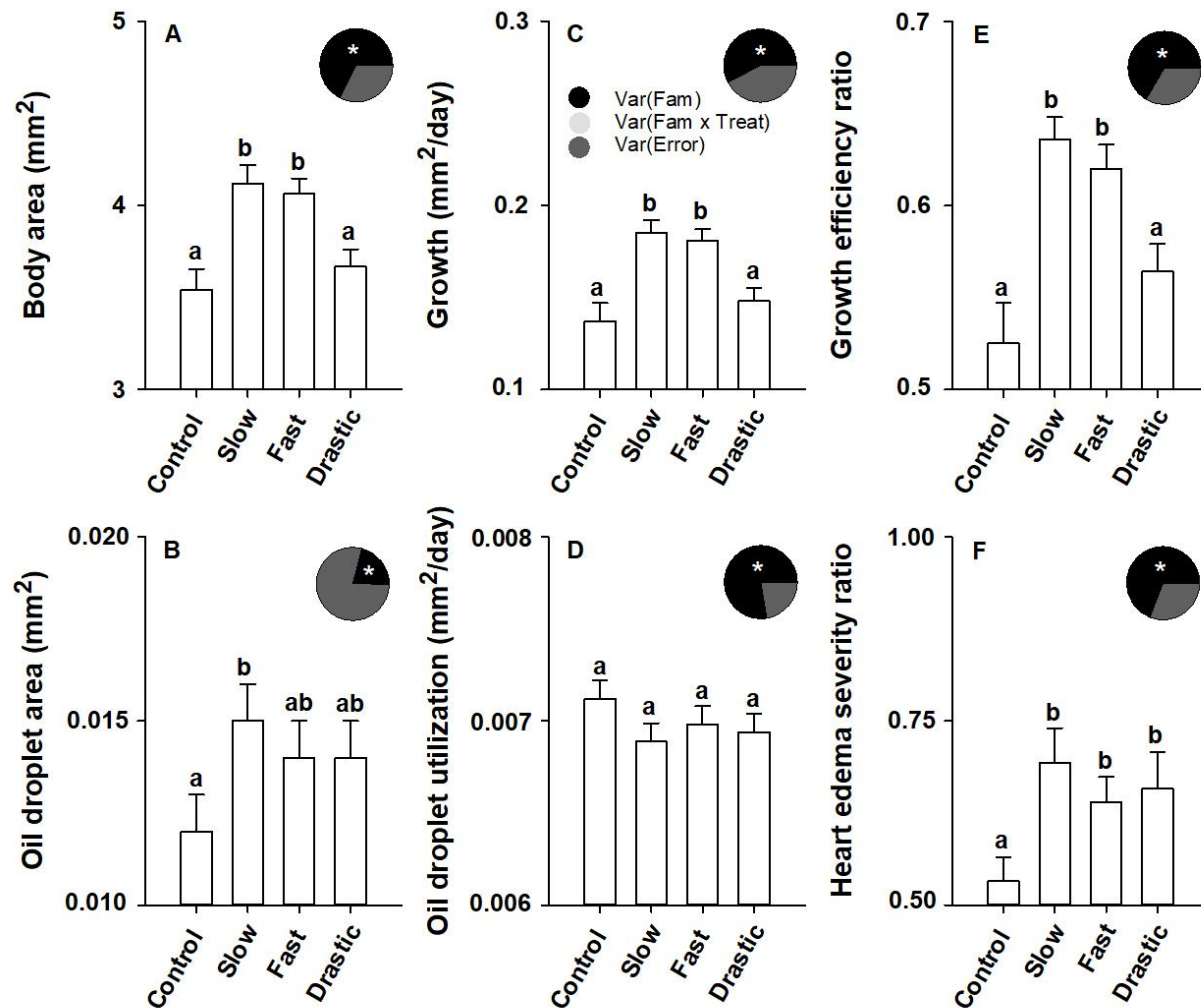 A
Body area (mm2)
5
4
3
*
a
b
b
a
Control
Slow
Fast
Drastic
C
Growth (mm2/day)
0.3
0.2
0.1
*
Var(Fam)
Var(Fam x Treat)
Var(Error)
a
b
b
a
Control
Slow
Fast
Drastic
E
Growth efficiency ratio
0.7
0.6
0.5
*
a
b
b
a
Control
Slow
Fast
Drastic
B
Oil droplet area (mm2)
0.020
0.015
0.010
*
a
b
ab
ab
Control
Slow
Fast
Drastic
D
Oil droplet utilization (mm2/day)
0.008
0.007
0.006
*
a
a
a
a
Control
Slow
Fast
Drastic
F
Heart edema severity ratio
1.00
0.75
0.50
*
a
b
b
b
Control
Slow
Fast
Drastic